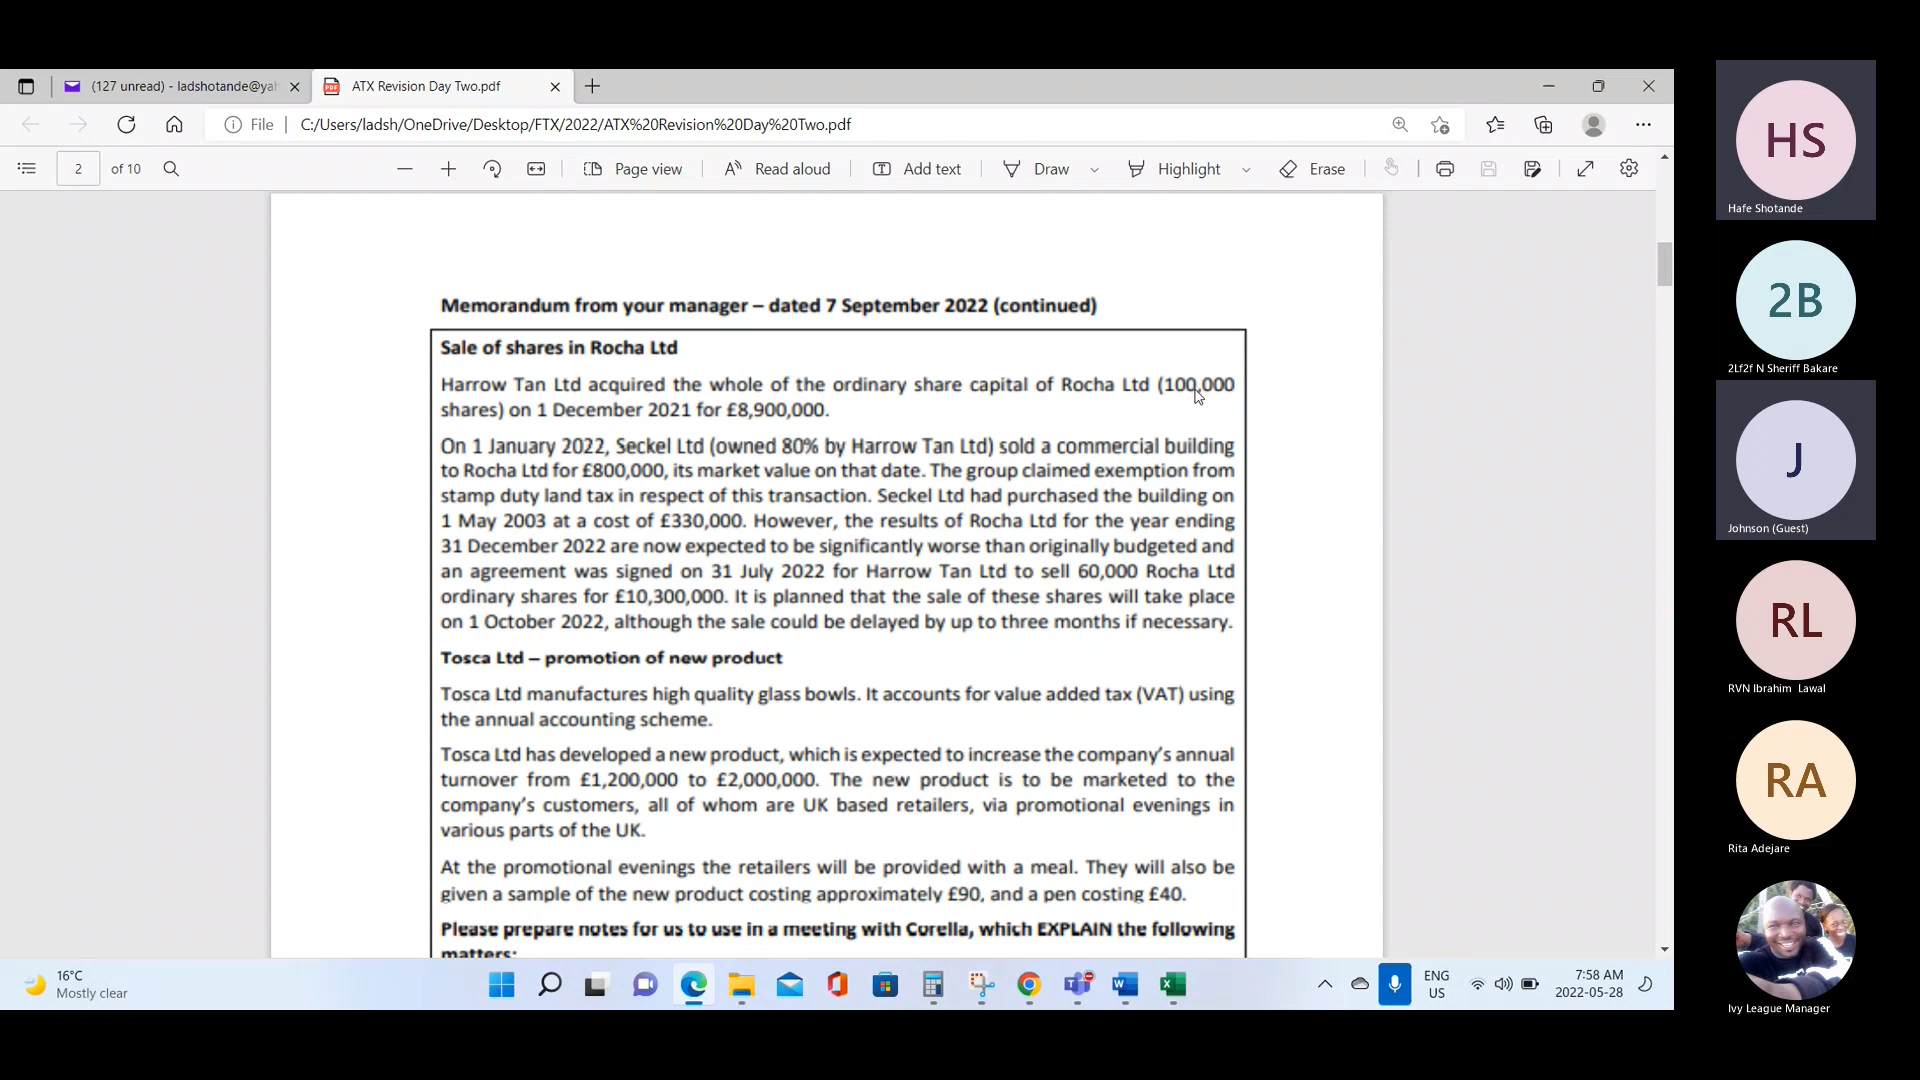 (127 unread) - ladshotande@yah
ATX Revision Day Two.pdf
File
C:/Users/ladsh/OneDrive/Desktop/FTX/2022/ATX%20Revision%20Day%20Two.pdf
2 of 10
Page view
Read aloud
Add text
Draw
Highlight
Erase
Memorandum from your manager – dated 7 September 2022 (continued)
Sale of shares in Rocha Ltd
Harrow Tan Ltd acquired the whole of the ordinary share capital of Rocha Ltd (100,000
shares) on 1 December 2021 for £8,900,000.
On 1 January 2022, Seckel Ltd (owned 80% by Harrow Tan Ltd) sold a commercial building
to Rocha Ltd for £800,000, its market value on that date. The group claimed exemption from
stamp duty land tax in respect of this transaction. Seckel Ltd had purchased the building on
1 May 2003 at a cost of £330,000. However, the results of Rocha Ltd for the year ending
31 December 2022 are now expected to be significantly worse than originally budgeted and
an agreement was signed on 31 July 2022 for Harrow Tan Ltd to sell 60,000 Rocha Ltd
ordinary shares for £10,300,000. It is planned that the sale of these shares will take place
on 1 October 2022, although the sale could be delayed by up to three months if necessary.
Tosca Ltd – promotion of new product
Tosca Ltd manufactures high quality glass bowls. It accounts for value added tax (VAT) using
the annual accounting scheme.
Tosca Ltd has developed a new product, which is expected to increase the company's annual
turnover from £1,200,000 to £2,000,000. The new product is to be marketed to the
company's customers, all of whom are UK based retailers, via promotional evenings in
various parts of the UK.
At the promotional evenings the retailers will be provided with a meal. They will also be
given a sample of the new product costing approximately £90, and a pen costing £40.
Please prepare notes for us to use in a meeting with Corella, which EXPLAIN the following
matters:
16°C
Mostly clear
ENG
US
7:58 AM
2022-05-28
HS
Hafe Shotande
2B
2Lf2f N Sheriff Bakare
J
Johnson (Guest)
RL
RVN Ibrahim Lawal
RA
Rita Adejare
Ivy League Manager